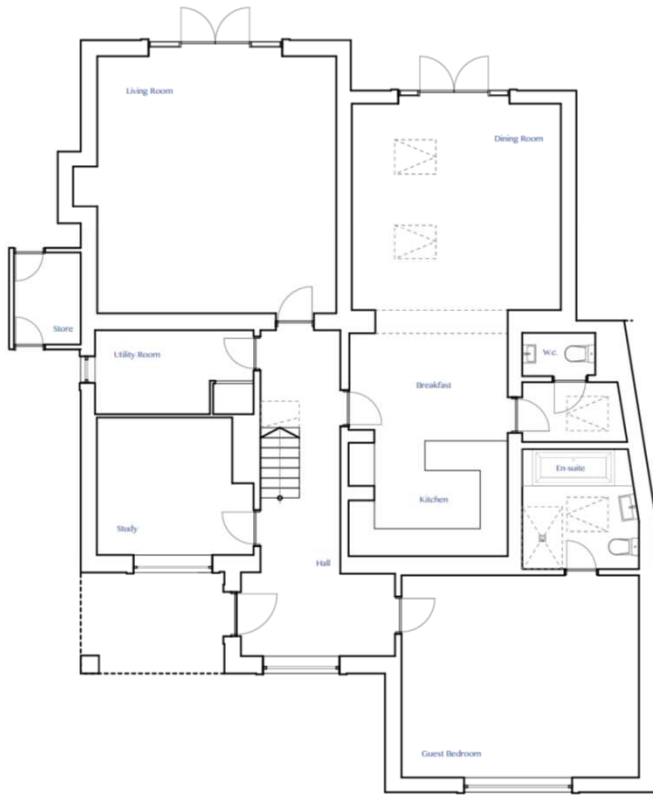 Living Room
Dining Room
Store
Utility Room
W.c.
Breakfast
En-suite
Kitchen
Study
Hall
Guest Bedroom